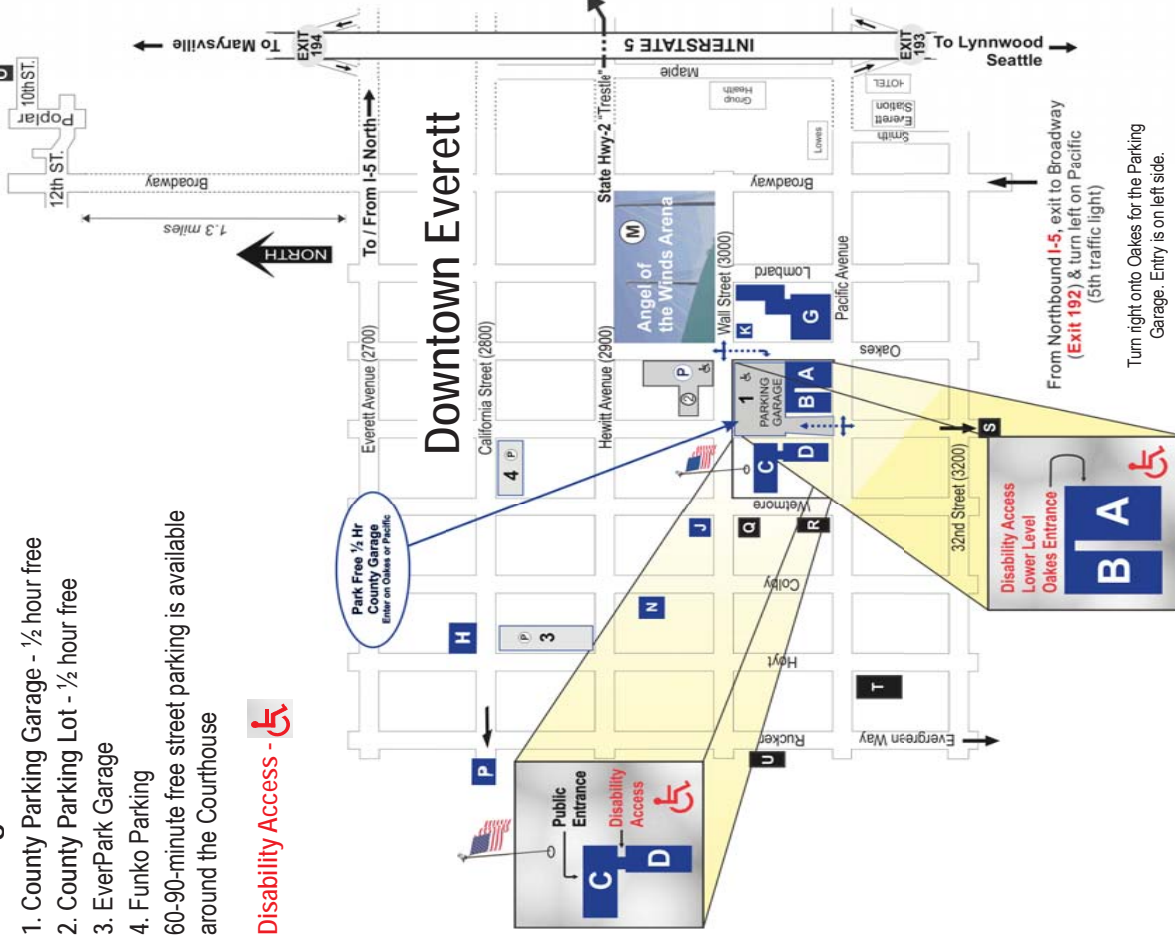 1. County Parking Garage - ½ hour free
2. County Parking Lot - ½ hour free
3. EverPark Garage
4. Funko Parking
60-90-minute free street parking is available
around the Courthouse
Disability Access -
Downtown Everett
NORTH
1.3 miles
12th ST.
10th ST.
Poplar
Broadway
To Marysville
EXIT
194
INTERSTATE 5
EXIT
193
To Lynnwood
Seattle
To / From I-5 North
State Hwy-2 "Trestle"
Maple
Group
Health
HOTEL
Everett
Station
Smith
Lowes
Broadway
Everett Avenue (2700)
California Street (2800)
Hewitt Avenue (2900)
Wall Street (3000)
Pacific Avenue
32nd Street (3200)
Angel of
the Winds Arena
M
Lombard
Oakes
Wetmore
Colby
Hoyt
Rucker
Evergreen Way
K
G
2
P
1
PARKING
GARAGE
B A
C
D
4 P
3 P
Park Free ½ Hr
County Garage
Enter on Oakes or Pacific
H
N
J
Q
R
S
T
U
P
Public
Entrance
Disability
Access
C
D
Disability Access
Lower Level
Oakes Entrance
B A
From Northbound I-5, exit to Broadway
(Exit 192) & turn left on Pacific
(5th traffic light)
Turn right onto Oakes for the Parking
Garage. Entry is on left side.